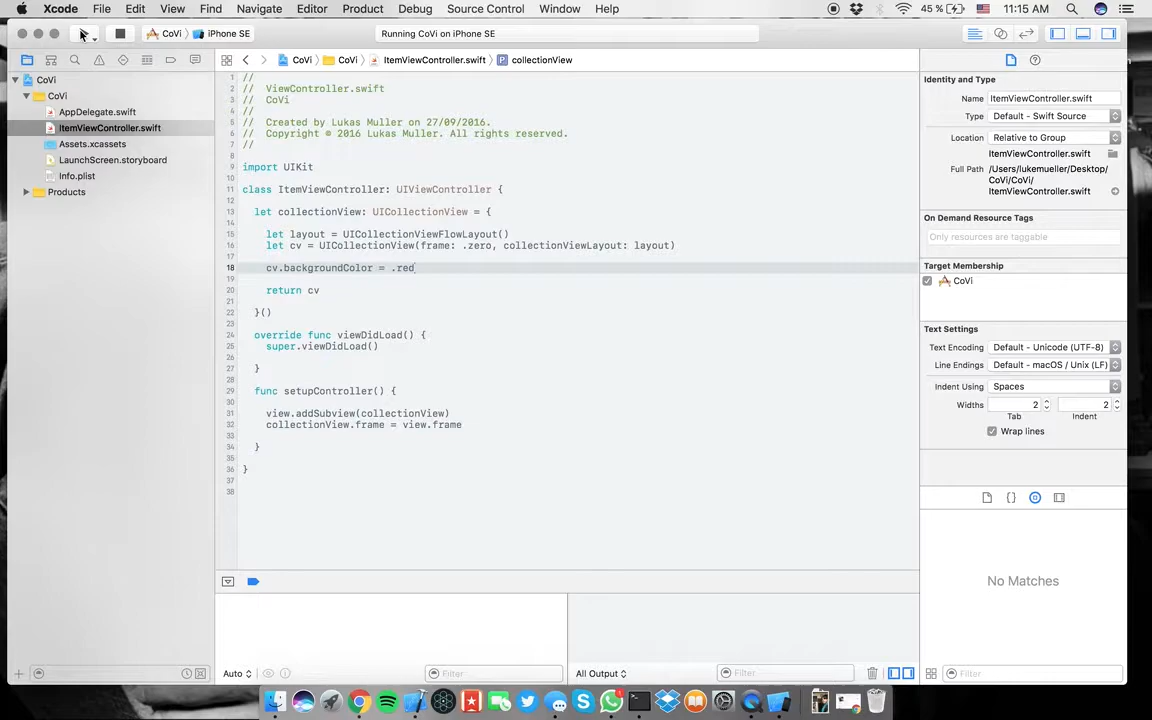 Xcode File Edit View Find Navigate Editor Product Debug Source Control Window Help 45 % 11:15 AM
CoVi iPhone SE Running CoVi on iPhone SE
CoVi CoVi ItemViewController.swift P collectionView
CoVi
CoVi
AppDelegate.swift
ItemViewController.swift
Assets.xcassets
LaunchScreen.storyboard
Info.plist
Products
1 //
2 // ViewController.swift
3 // CoVi
4 //
5 // Created by Lukas Muller on 27/09/2016.
6 // Copyright © 2016 Lukas Muller. All rights reserved.
7 //
8
9 import UIKit
10
11 class ItemViewController: UIViewController {
12
13 let collectionView: UICollectionView = {
14
15 let layout = UICollectionViewFlowLayout()
16 let cv = UICollectionView(frame: .zero, collectionViewLayout: layout)
17
18 cv.backgroundColor = .red
19
20 return cv
21
22 }()
23
24 override func viewDidLoad() {
25 super.viewDidLoad()
26
27 }
28
29 func setupController() {
30
31 view.addSubview(collectionView)
32 collectionView.frame = view.frame
33
34 }
35
36 }
37
38
Identity and Type
Name ItemViewController.swift
Type Default - Swift Source
Location Relative to Group
ItemViewController.swift
Full Path /Users/lukemueller/Desktop/
CoVi/CoVi/
ItemViewController.swift
On Demand Resource Tags
Only resources are taggable
Target Membership
CoVi
Text Settings
Text Encoding Default - Unicode (UTF-8)
Line Endings Default - macOS / Unix (LF)
Indent Using Spaces
Widths 2 2
Tab Indent
Wrap lines
No Matches
Auto Filter All Output Filter Filter